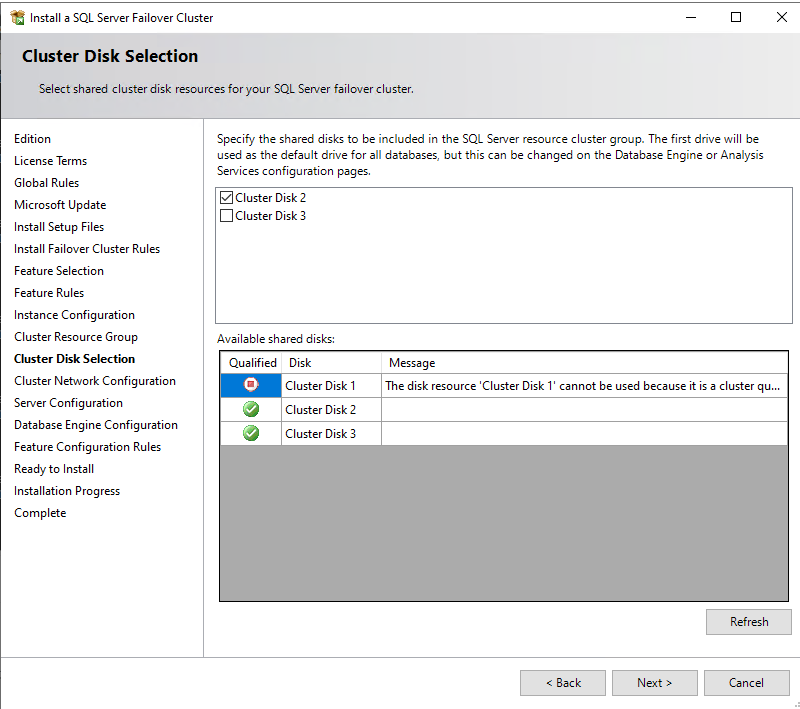 Install a SQL Server Failover Cluster
Cluster Disk Selection
Select shared cluster disk resources for your SQL Server failover cluster.
Edition
License Terms
Global Rules
Microsoft Update
Install Setup Files
Install Failover Cluster Rules
Feature Selection
Feature Rules
Instance Configuration
Cluster Resource Group
Cluster Disk Selection
Cluster Network Configuration
Server Configuration
Database Engine Configuration
Feature Configuration Rules
Ready to Install
Installation Progress
Complete
Specify the shared disks to be included in the SQL Server resource cluster group. The first drive will be
used as the default drive for all databases, but this can be changed on the Database Engine or Analysis
Services configuration pages.
Cluster Disk 2
Cluster Disk 3
Available shared disks:
Qualified Disk Message
Cluster Disk 1 The disk resource 'Cluster Disk 1' cannot be used because it is a cluster qu...
Cluster Disk 2
Cluster Disk 3
Refresh
< Back Next > Cancel